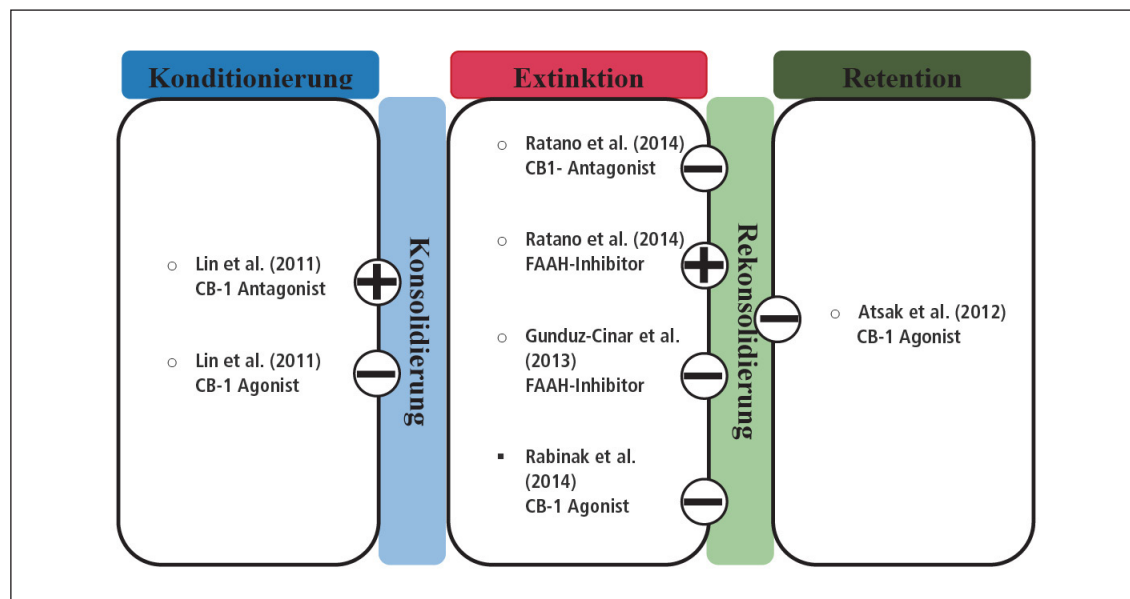 Konditionierung
Lin et al. (2011)
CB-1 Antagonist
Lin et al. (2011)
CB-1 Agonist
Konsolidierung
Extinktion
Ratano et al. (2014)
CB1- Antagonist
Ratano et al. (2014)
FAAH-Inhibitor
Gunduz-Cinar et al.
(2013)
FAAH-Inhibitor
Rabinak et al.
(2014)
CB-1 Agonist
Rekonsolidierung
Retention
Atsak et al. (2012)
CB-1 Agonist